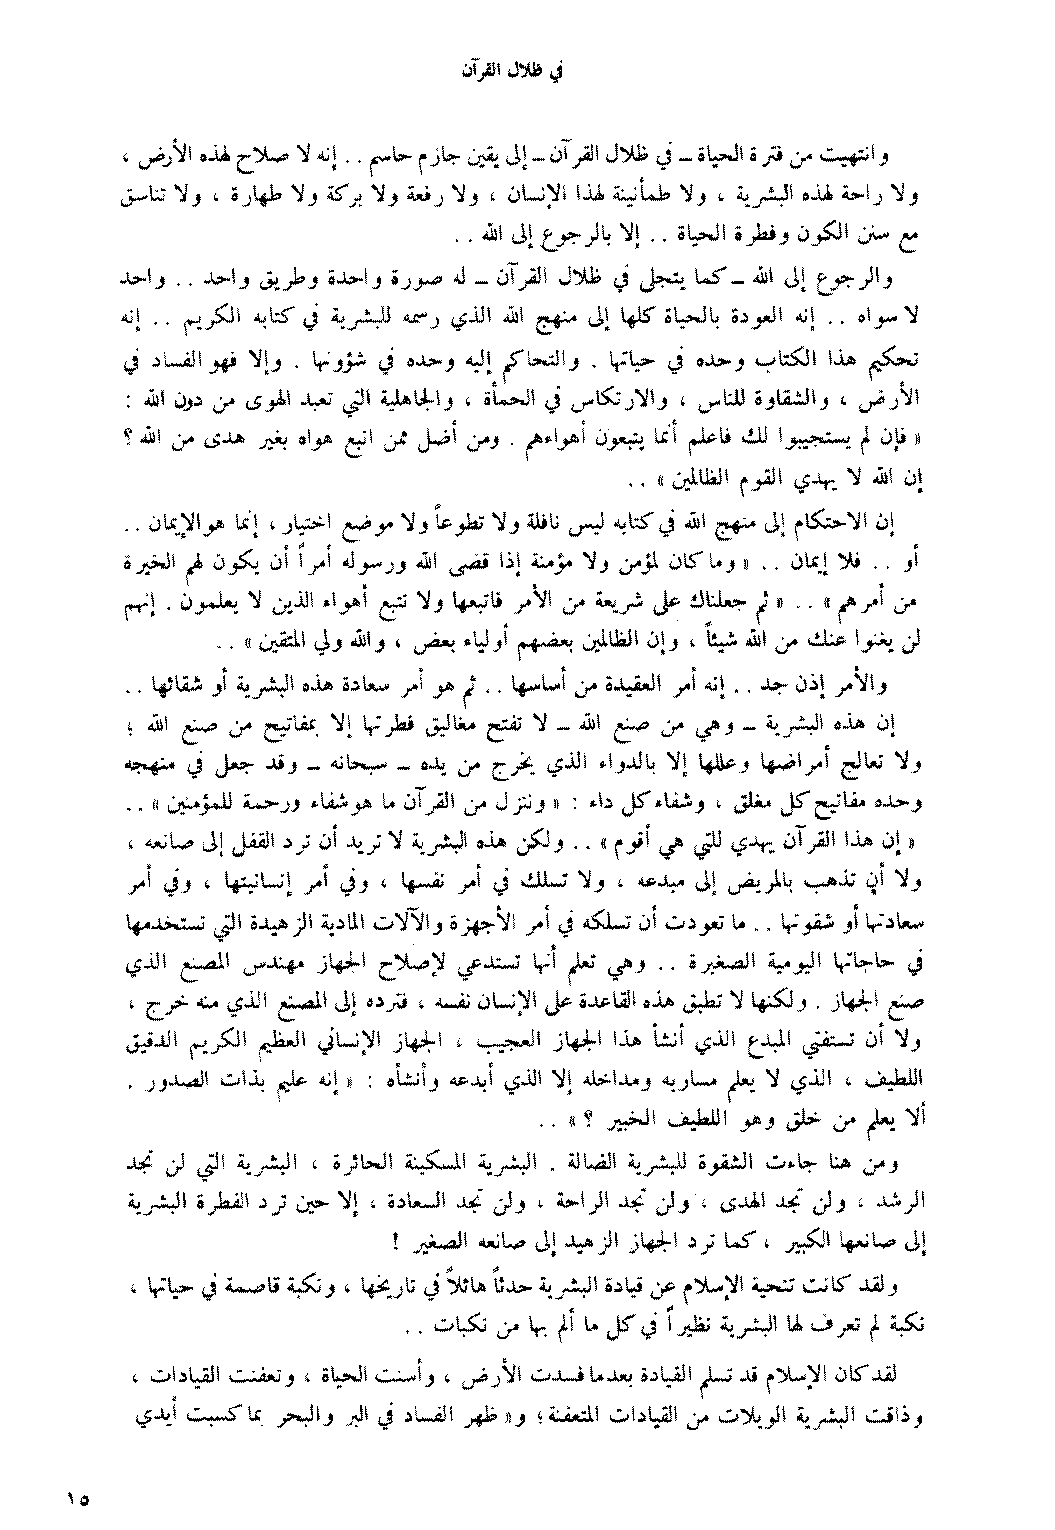 في ظلال القرآن
وانتهيت من فترة الحياة – في ظلال القرآن – إلى يقين جازم حاسم .. إنه لا صلاح لهذه الأرض ،
ولا راحة لهذه البشرية ، ولا طمأنينة لهذا الإنسان ، ولا رفعة ولا بركة ولا طهارة ، ولا تناسق
مع سنن الكون وفطرة الحياة .. إلا بالرجوع إلى الله ..
والرجوع إلى الله – كما يتجلى في ظلال القرآن – له صورة واحدة وطريق واحد .. واحد
لا سواه .. إنه العودة بالحياة كلها إلى منهج الله الذي رسمه للبشرية في كتابه الكريم .. إنه
تحكيم هذا الكتاب وحده في حياتها . والتحاكم إليه وحده في شؤونها . وإلا فهو الفساد في
الأرض ، والشقاوة للناس ، والارتكاس في الحمأة ، والجاهلية التي تعبد الهوى من دون الله :
« فإن لم يستجيبوا لك فاعلم أنما يتبعون أهواءهم . ومن أضل ممن اتبع هواه بغير هدى من الله ؟
إن الله لا يهدي القوم الظالمين » ..
إن الاحتكام إلى منهج الله في كتابه ليس نافلة ولا تطوعاً ولا موضع اختيار ، إنما هو الإيمان ..
أو .. فلا إيمان .. « وما كان لمؤمن ولا مؤمنة إذا قضى الله ورسوله أمراً أن يكون لهم الخيرة
من أمرهم » .. « ثم جعلناك على شريعة من الأمر فاتبعها ولا تتبع أهواء الذين لا يعلمون . إنهم
لن يغنوا عنك من الله شيئاً ، وإن الظالمين بعضهم أولياء بعض ، والله ولي المتقين » ..
والأمر إذن جد .. إنه أمر العقيدة من أساسها .. ثم هو أمر سعادة هذه البشرية أو شقائها ..
إن هذه البشرية – وهي من صنع الله – لا تفتح مغاليق فطرتها إلا بمفاتيح من صنع الله ؛
ولا تعالج أمراضها وعللها إلا بالدواء الذي يخرج من يده – سبحانه – وقد جعل في منهجه
وحده مفاتيح كل مغلق ، وشفاء كل داء : « وننزل من القرآن ما هو شفاء ورحمة للمؤمنين » ..
« إن هذا القرآن يهدي للتي هي أقوم » .. ولكن هذه البشرية لا تريد أن ترد القفل إلى صانعه ،
ولا أن تذهب بالمريض إلى مبدعه ، ولا تسلك في أمر نفسها ، وفي أمر إنسانيتها ، وفي أمر
سعادتها أو شقوتها .. ما تعودت أن تسلكه في أمر الأجهزة والآلات المادية الزهيدة التي تستخدمها
في حاجاتها اليومية الصغيرة .. وهي تعلم أنها تستدعي لإصلاح الجهاز مهندس المصنع الذي
صنع الجهاز . ولكنها لا تطبق هذه القاعدة على الإنسان نفسه ، فترده إلى المصنع الذي منه خرج ،
ولا أن تستفتي المبدع الذي أنشأ هذا الجهاز العجيب ، الجهاز الإنساني العظيم الكريم الدقيق
اللطيف ، الذي لا يعلم مساربه ومداخله إلا الذي أبدعه وأنشأه : « إنه عليم بذات الصدور .
ألا يعلم من خلق وهو اللطيف الخبير ؟ » ..
ومن هنا جاءت الشقوة للبشرية الضالة . البشرية المسكينة الحائرة ، البشرية التي لن تجد
الرشد ، ولن تجد الهدى ، ولن تجد الراحة ، ولن تجد السعادة ، إلا حين ترد الفطرة البشرية
إلى صانعها الكبير ، كما ترد الجهاز الزهيد إلى صانعه الصغير !
ولقد كانت تنحية الإسلام عن قيادة البشرية حدثاً هائلاً في تاريخها ، ونكبة قاصمة في حياتها ،
نكبة لم تعرف لها البشرية نظيراً في كل ما ألم بها من نكبات ..
لقد كان الإسلام قد تسلم القيادة بعدما فسدت الأرض ، وأسنت الحياة ، وتعفنت القيادات ،
وذاقت البشرية الويلات من القيادات المتعفنة ؛ و« ظهر الفساد في البر والبحر بما كسبت أيدي
١٥